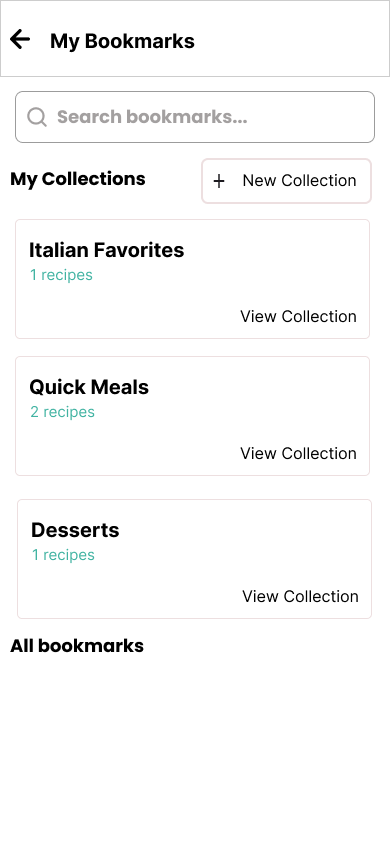 My Bookmarks
Search bookmarks...
My Collections
+ New Collection
Italian Favorites
1 recipes
View Collection
Quick Meals
2 recipes
View Collection
Desserts
1 recipes
View Collection
All bookmarks